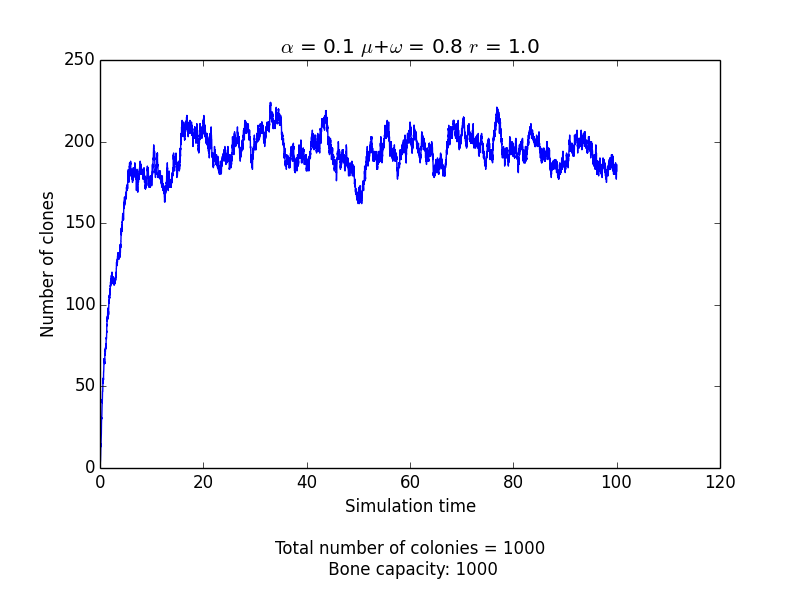 α = 0.1 μ+ω = 0.8 r = 1.0
250
200
150
100
50
0
Number of clones
0 20 40 60 80 100 120
Simulation time
Total number of colonies = 1000
Bone capacity: 1000